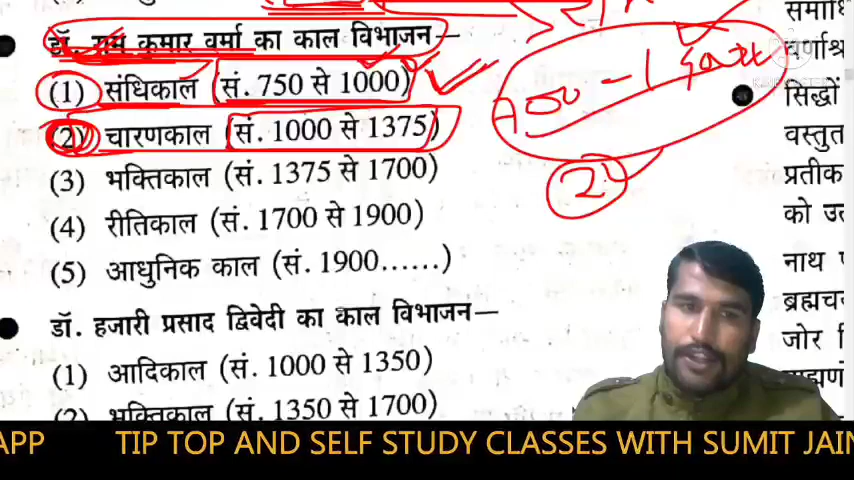 डॉ. राम कुमार वर्मा का काल विभाजन—
(1) संधिकाल (सं. 750 से 1000)
(2) चारणकाल (सं. 1000 से 1375)
(3) भक्तिकाल (सं. 1375 से 1700)
(4) रीतिकाल (सं. 1700 से 1900)
(5) आधुनिक काल (सं. 1900......)
डॉ. हजारी प्रसाद द्विवेदी का काल विभाजन—
(1) आदिकाल (सं. 1000 से 1350)
(2) भक्तिकाल (सं. 1350 से 1700)
समाधि
वर्णाश्र
सिद्धों
वस्तुत
प्रतीक
को उ
नाथ
ब्रह्मच
जोर
2
APP TIP TOP AND SELF STUDY CLASSES WITH SUMIT JAIN